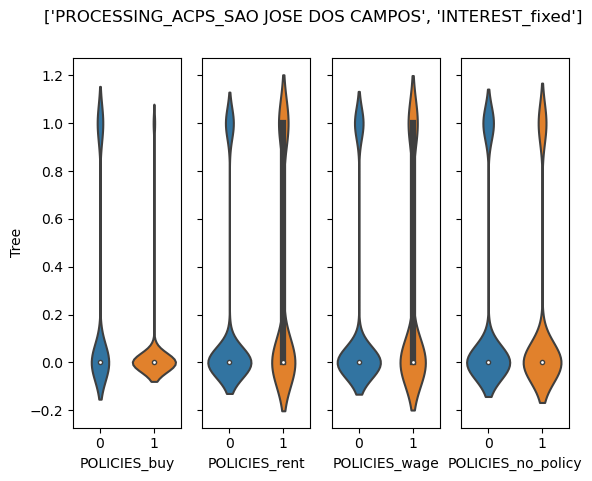 ['PROCESSING_ACPS_SAO JOSE DOS CAMPOS', 'INTEREST_fixed']
1.2
1.0
0.8
0.6
0.4
0.2
0.0
−0.2
Tree
0 1 0 1 0 1 0 1
POLICIES_buy POLICIES_rent POLICIES_wage POLICIES_no_policy